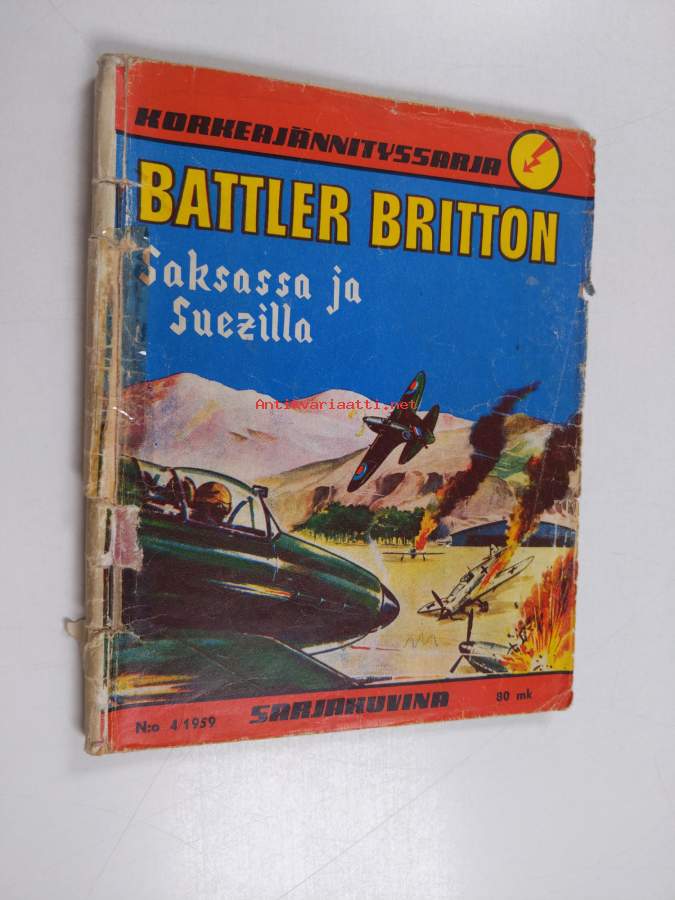 KORKEAJÄNNITYSSARJA
BATTLER BRITTON
Saksassa ja
Suezilla
Antikvariaatti.net
N:o 4/1959
SARJAKUVINA
80 mk